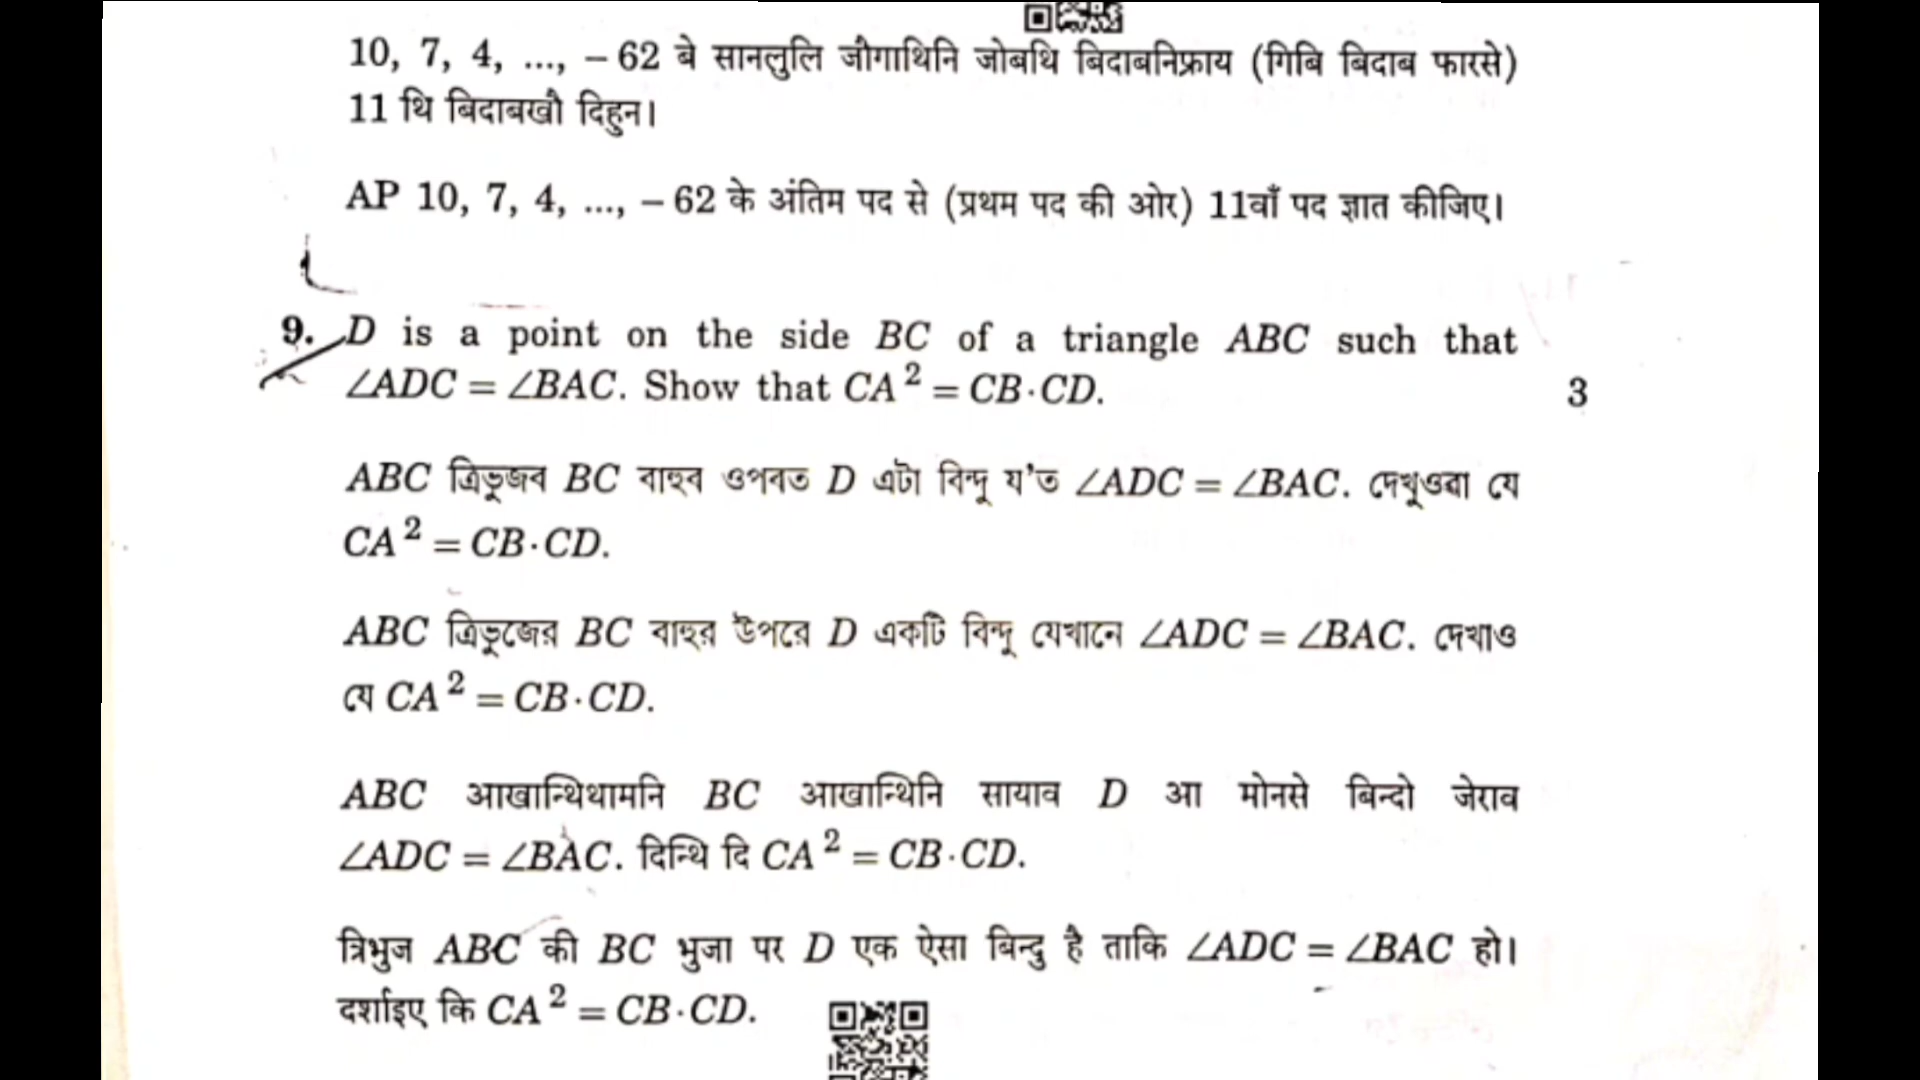 10, 7, 4, ..., – 62 बे सानलुलि जौगाथिनि जोबथि बिदाबनिफ्राय (गिबि बिदाब फारसे)
11 थि बिदाबखौ दिहुन।
AP 10, 7, 4, ..., – 62 के अंतिम पद से (प्रथम पद की ओर) 11वाँ पद ज्ञात कीजिए।
9. D is a point on the side BC of a triangle ABC such that
∠ADC = ∠BAC. Show that CA² = CB·CD. 3
ABC ত্রিভুজৰ BC বাহুৰ ওপৰত D এটা বিন্দু য'ত ∠ADC = ∠BAC. দেখুওৱা যে
CA² = CB·CD.
ABC ত্রিভুজের BC বাহুর উপরে D একটি বিন্দু যেখানে ∠ADC = ∠BAC. দেখাও
যে CA² = CB·CD.
ABC आखान्थिथामनि BC आखान्थिनि सायाव D आ मोनसे बिन्दो जेराव
∠ADC = ∠BAC. दिन्थि दि CA² = CB·CD.
त्रिभुज ABC की BC भुजा पर D एक ऐसा बिन्दु है ताकि ∠ADC = ∠BAC हो।
दर्शाइए कि CA² = CB·CD.